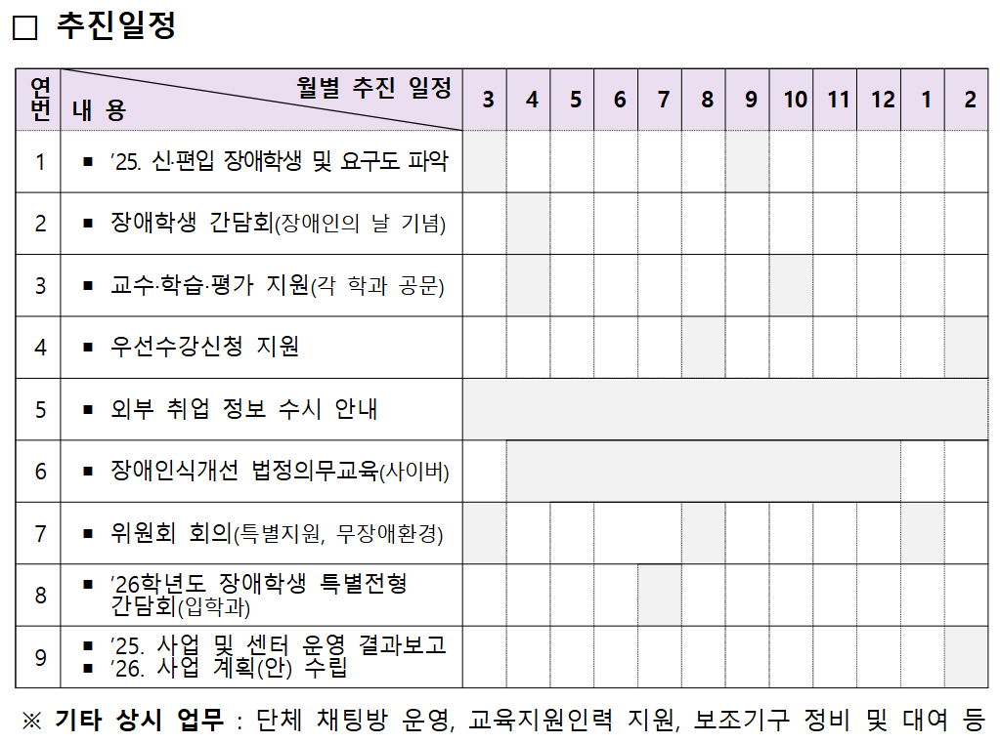 □ 추진일정
연번 월별 추진 일정 내 용 3 4 5 6 7 8 9 10 11 12 1 2
1 ▪ ’25. 신·편입 장애학생 및 요구도 파악
2 ▪ 장애학생 간담회(장애인의 날 기념)
3 ▪ 교수·학습·평가 지원(각 학과 공문)
4 ▪ 우선수강신청 지원
5 ▪ 외부 취업 정보 수시 안내
6 ▪ 장애인식개선 법정의무교육(사이버)
7 ▪ 위원회 회의(특별지원, 무장애환경)
8 ▪ ’26학년도 장애학생 특별전형
간담회(입학과)
9 ▪ ’25. 사업 및 센터 운영 결과보고
▪ ’26. 사업 계획(안) 수립
※ 기타 상시 업무 : 단체 채팅방 운영, 교육지원인력 지원, 보조기구 정비 및 대여 등